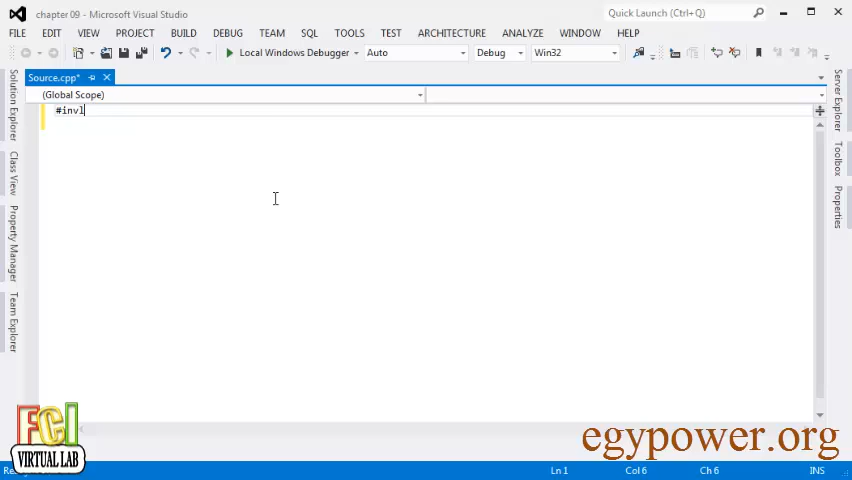 chapter 09 - Microsoft Visual Studio
Quick Launch (Ctrl+Q)
FILE EDIT VIEW PROJECT BUILD DEBUG TEAM SQL TOOLS TEST ARCHITECTURE ANALYZE WINDOW HELP
Local Windows Debugger Auto Debug Win32
Source.cpp*
(Global Scope)
#invl
Solution Explorer
Class View
Property Manager
Team Explorer
Server Explorer
Toolbox
Properties
FCI
VIRTUAL LAB
egypower.org
Ln 1 Col 6 Ch 6 INS